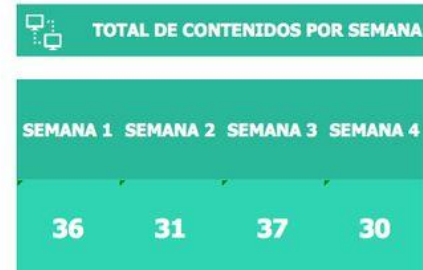 TOTAL DE CONTENIDOS POR SEMANA
SEMANA 1 SEMANA 2 SEMANA 3 SEMANA 4
36 31 37 30